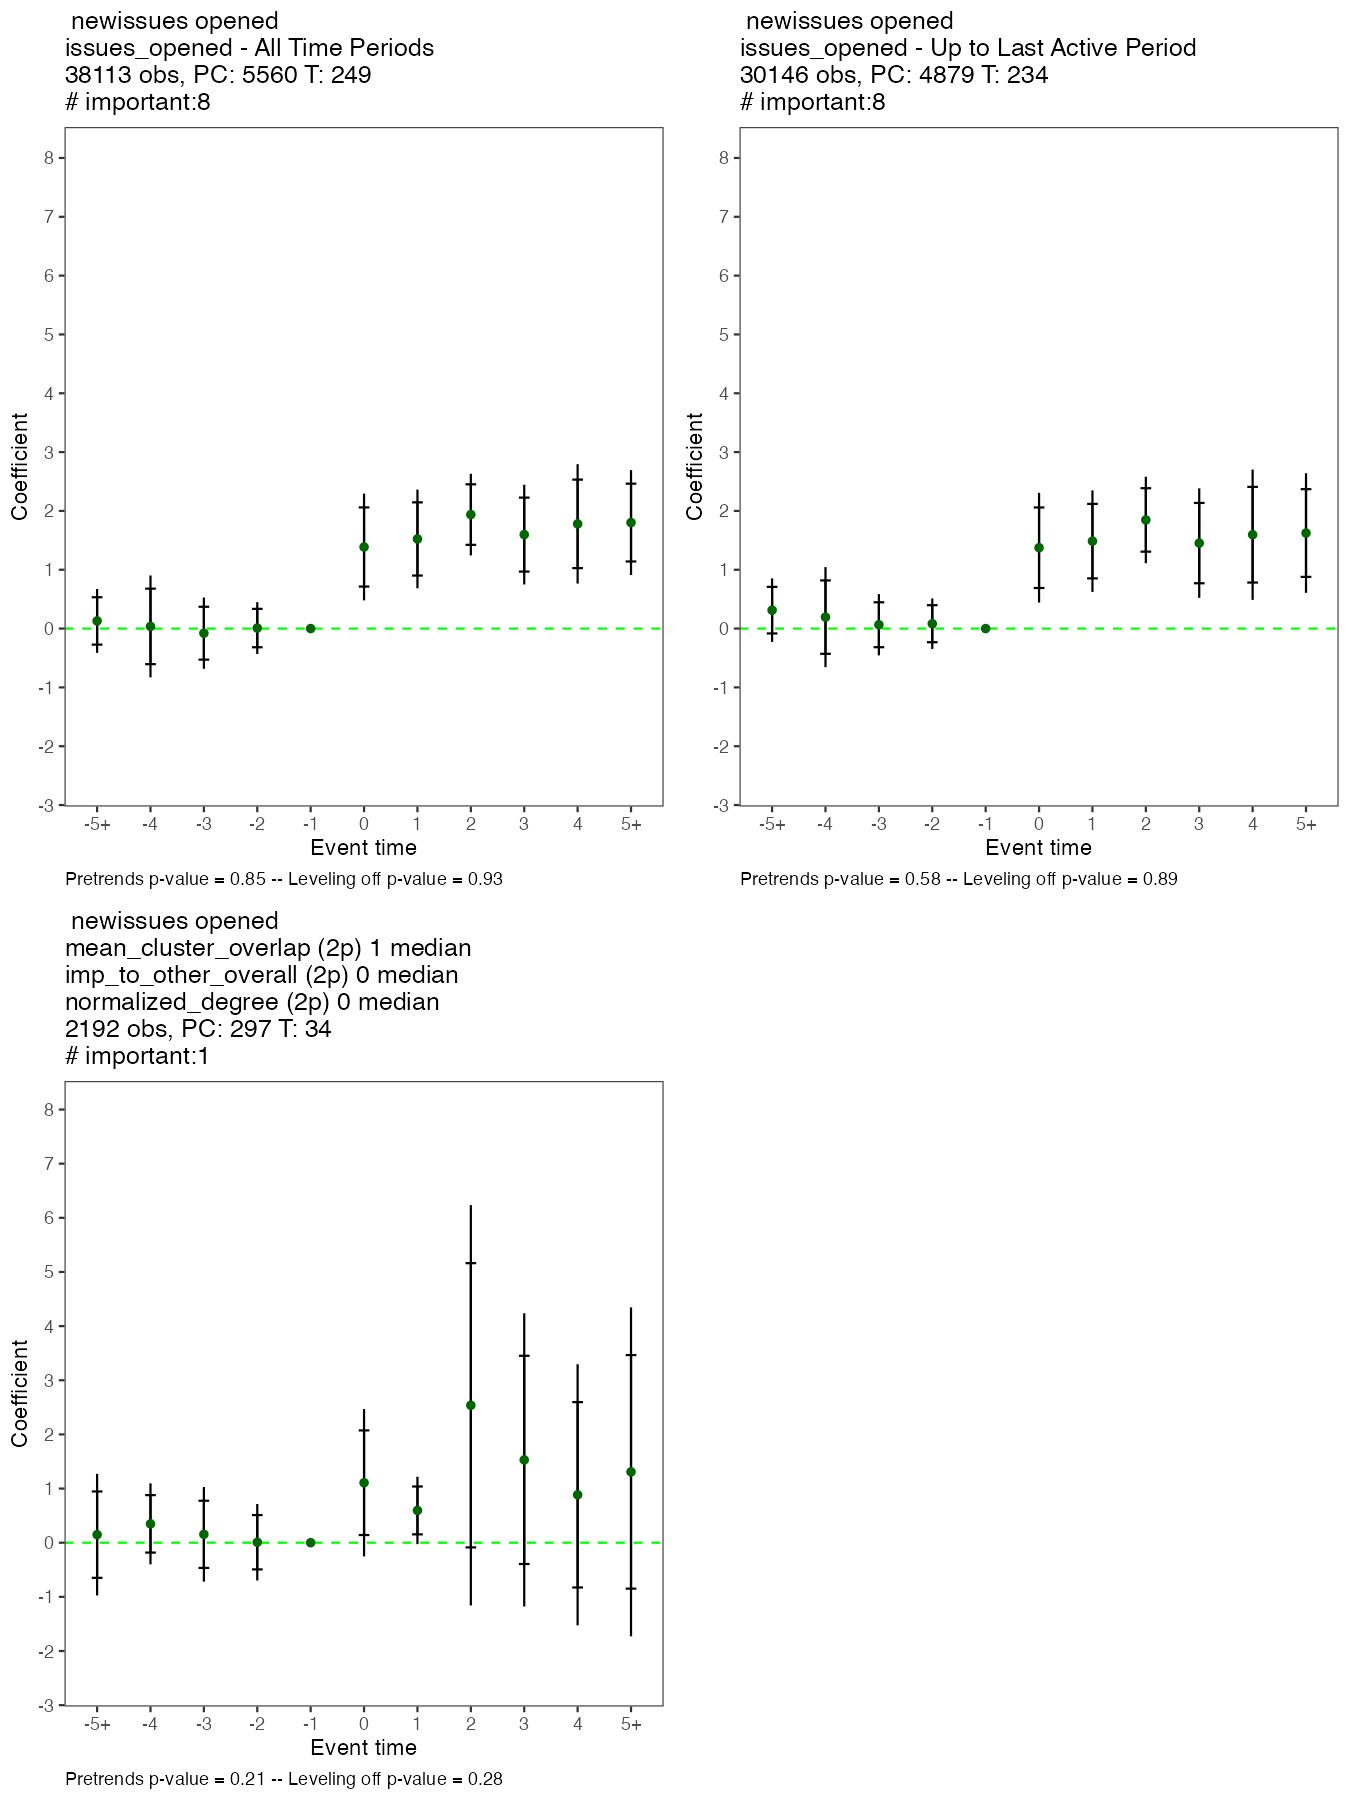 newissues opened
issues_opened - All Time Periods
38113 obs, PC: 5560 T: 249
# important:8
8
7
6
5
4
3
2
1
0
-1
-2
-3
Coefficient
-5+ -4 -3 -2 -1 0 1 2 3 4 5+
Event time
Pretrends p-value = 0.85 -- Leveling off p-value = 0.93
newissues opened
issues_opened - Up to Last Active Period
30146 obs, PC: 4879 T: 234
# important:8
8
7
6
5
4
3
2
1
0
-1
-2
-3
Coefficient
-5+ -4 -3 -2 -1 0 1 2 3 4 5+
Event time
Pretrends p-value = 0.58 -- Leveling off p-value = 0.89
newissues opened
mean_cluster_overlap (2p) 1 median
imp_to_other_overall (2p) 0 median
normalized_degree (2p) 0 median
2192 obs, PC: 297 T: 34
# important:1
8
7
6
5
4
3
2
1
0
-1
-2
-3
Coefficient
-5+ -4 -3 -2 -1 0 1 2 3 4 5+
Event time
Pretrends p-value = 0.21 -- Leveling off p-value = 0.28